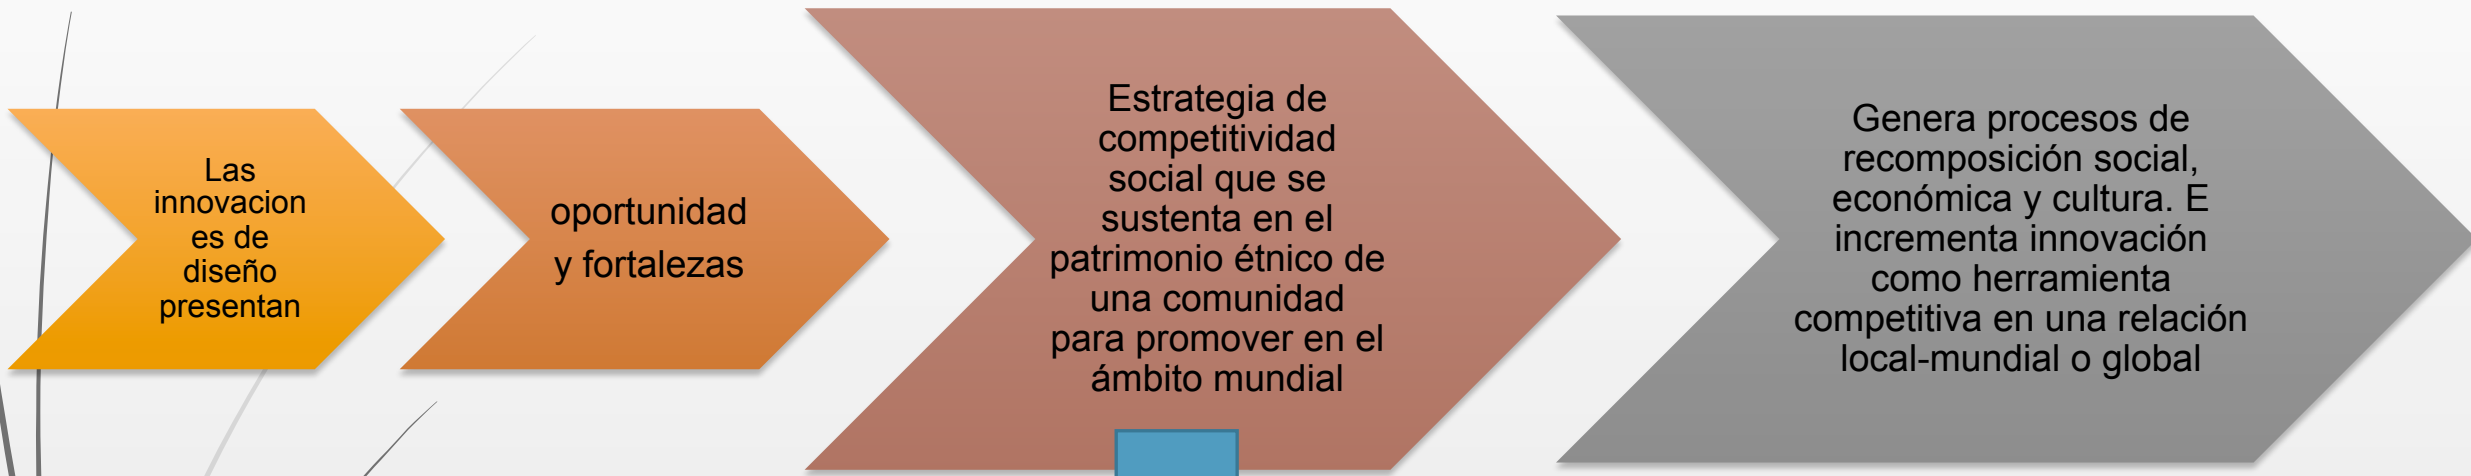 Las
innovacion
es de
diseño
presentan
oportunidad
y fortalezas
Estrategia de
competitividad
social que se
sustenta en el
patrimonio étnico de
una comunidad
para promover en el
ámbito mundial
Genera procesos de
recomposición social,
económica y cultura. E
incrementa innovación
como herramienta
competitiva en una relación
local-mundial o global